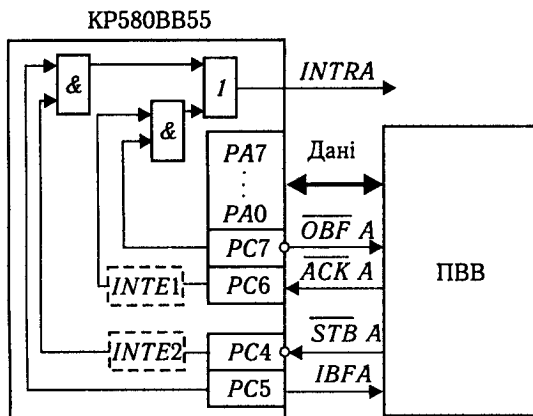 КР580ВВ55
&
1
INTRA
&
PA7
Дані
PA0
PC7
OBF A
INTE1
PC6
ACK A
ПВВ
INTE2
PC4
STB A
PC5
IBFA